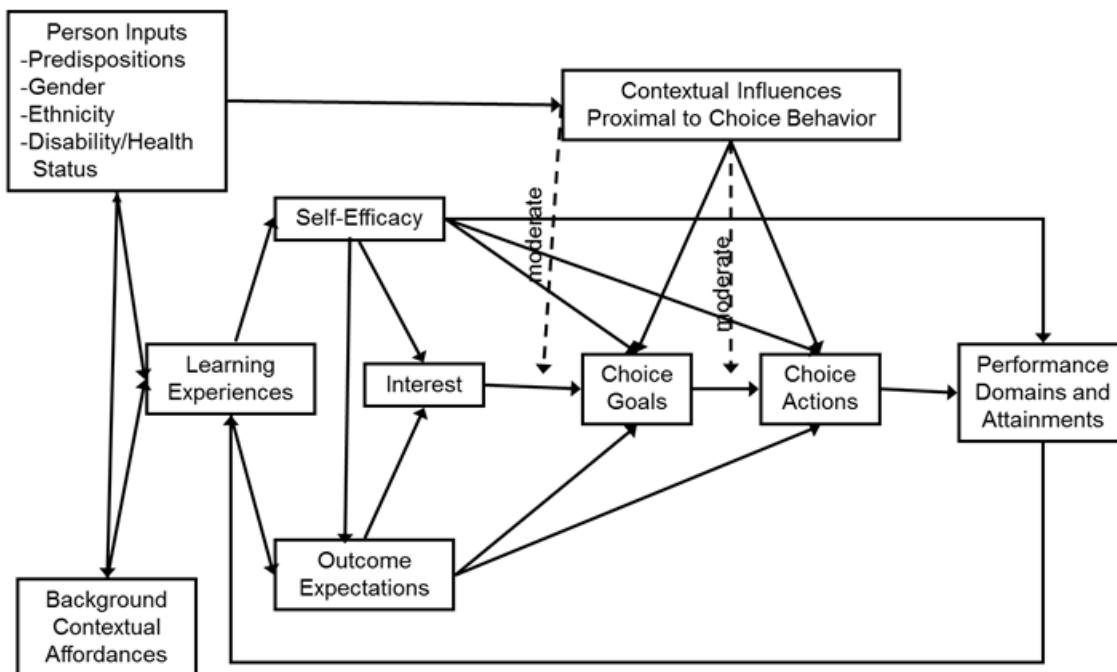 Person Inputs
-Predispositions
-Gender
-Ethnicity
-Disability/Health
Status
Contextual Influences
Proximal to Choice Behavior
Self-Efficacy
moderate
moderate
Learning
Experiences
Interest
Choice
Goals
Choice
Actions
Performance
Domains and
Attainments
Outcome
Expectations
Background
Contextual
Affordances